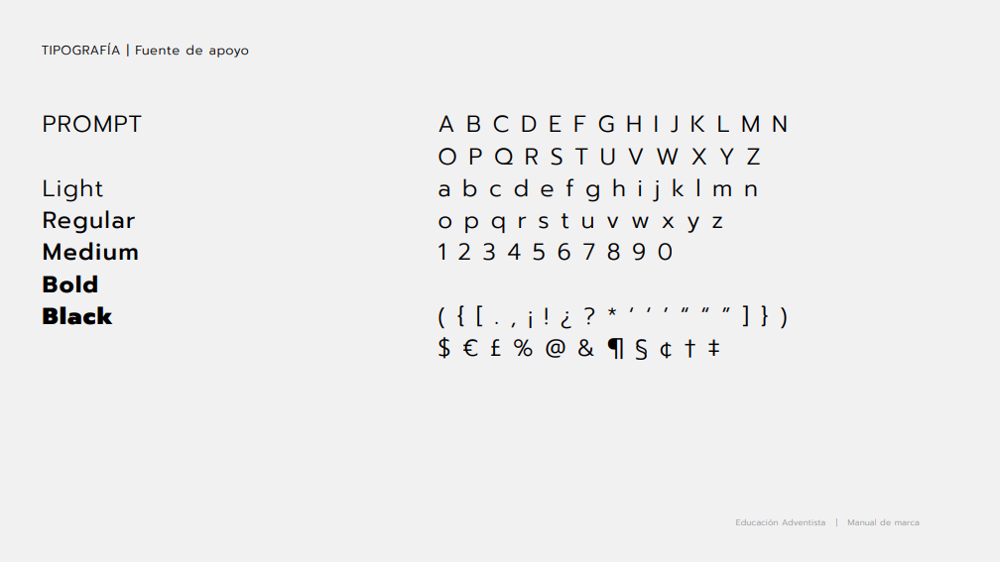 TIPOGRAFÍA | Fuente de apoyo
PROMPT
Light
Regular
Medium
Bold
Black
A B C D E F G H I J K L M N
O P Q R S T U V W X Y Z
a b c d e f g h i j k l m n
o p q r s t u v w x y z
1 2 3 4 5 6 7 8 9 0
( { [ . , ¡ ! ¿ ? * ‘ ‘ ’ “ “ ” ] } )
$ € £ % @ & ¶ § ¢ † ‡
Educación Adventista | Manual de marca